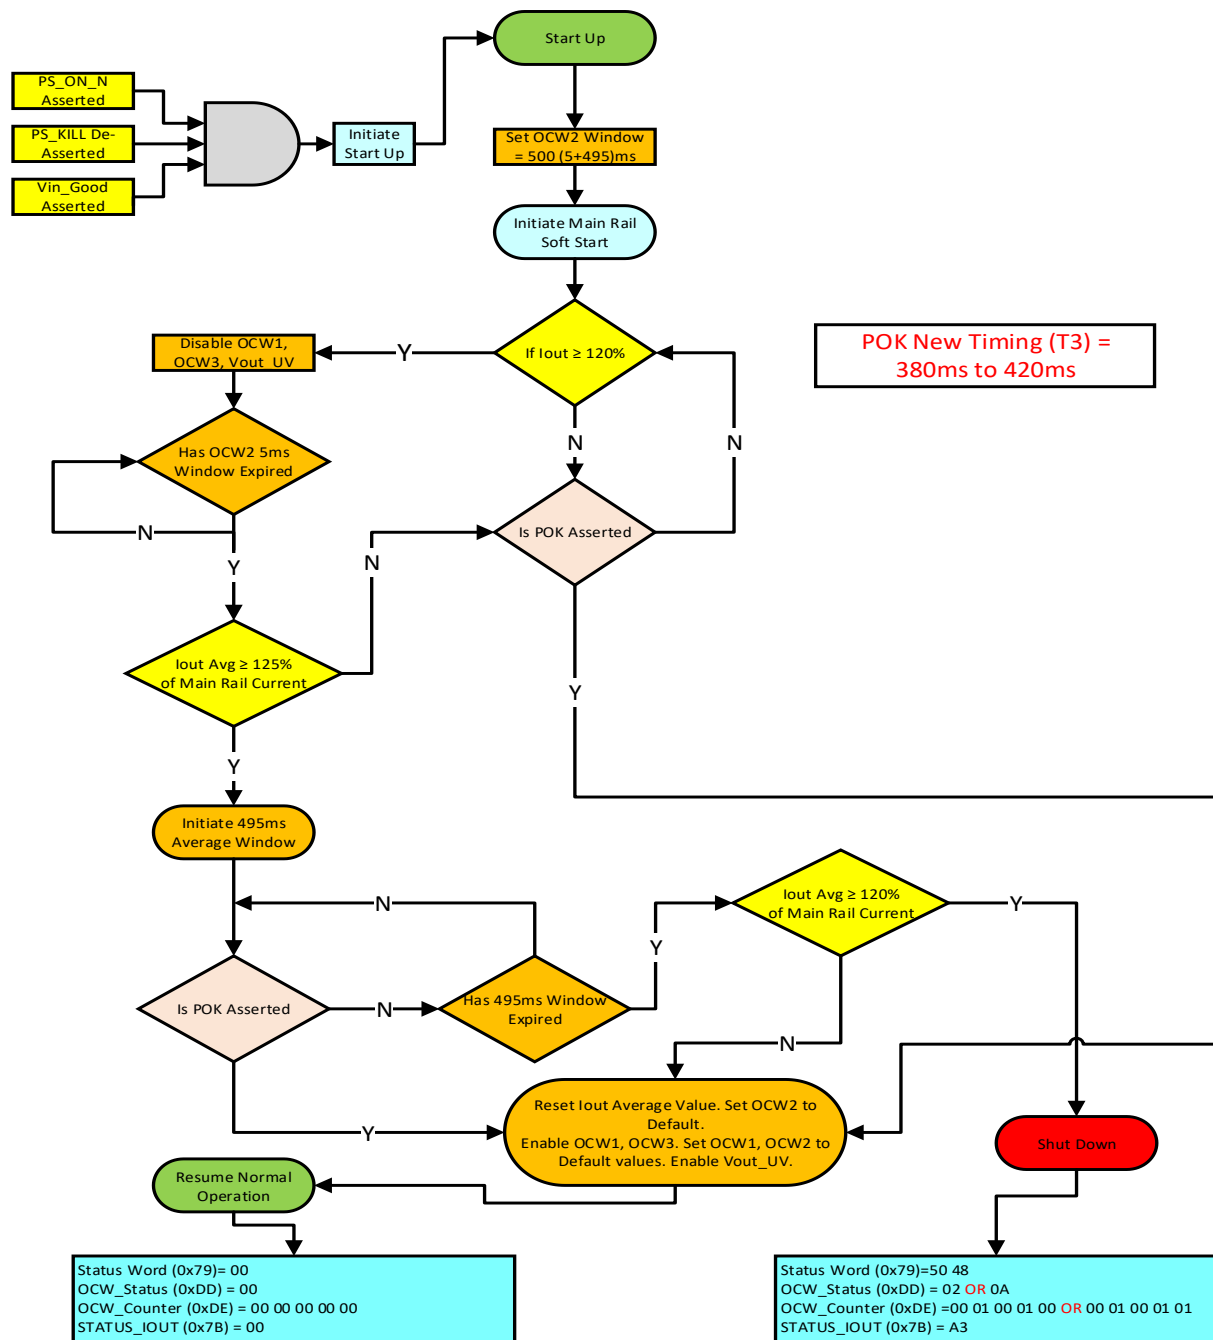 Start Up
PS_ON_N
Asserted
PS_KILL De-
Asserted
Vin_Good
Asserted
Initiate
Start Up
Set OCW2 Window
= 500 (5+495)ms
Initiate Main Rail
Soft Start
If Iout ≥ 120%
Y
N
N
Disable OCW1,
OCW3, Vout_UV
POK New Timing (T3) =
380ms to 420ms
Has OCW2 5ms
Window Expired
N
Y
Is POK Asserted
N
Y
Iout Avg ≥ 125%
of Main Rail Current
Y
Initiate 495ms
Average Window
N
Iout Avg ≥ 120%
of Main Rail Current
Y
Y
Is POK Asserted
N
Has 495ms Window
Expired
N
Y
Reset Iout Average Value. Set OCW2 to
Default.
Enable OCW1, OCW3. Set OCW1, OCW2 to
Default values. Enable Vout_UV.
Shut Down
Resume Normal
Operation
Status Word (0x79)= 00
OCW_Status (0xDD) = 00
OCW_Counter (0xDE) = 00 00 00 00 00
STATUS_IOUT (0x7B) = 00
Status Word (0x79)=50 48
OCW_Status (0xDD) = 02 OR 0A
OCW_Counter (0xDE) =00 01 00 01 00 OR 00 01 00 01 01
STATUS_IOUT (0x7B) = A3